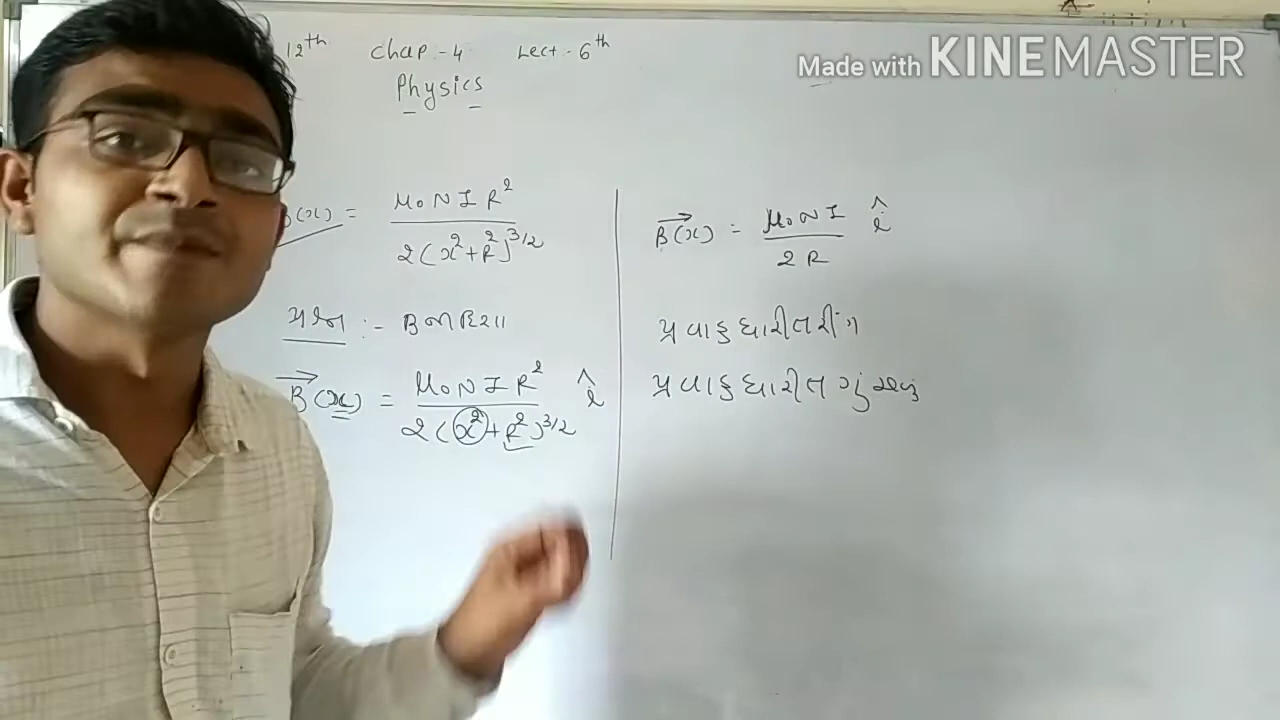 12th Chap-4 Lect-6th
Physics
Made with KINEMASTER
B(x) = μ₀NIR² / 2(x²+R²)^3/2
પ્રશ્ન :- B ની દિશા
B⃗(x) = μ₀NIR² / 2(x²+R²)^3/2 î
B⃗(x) = μ₀NI / 2R î
પ્રવાહધારીત રીંગ
પ્રવાહધારીત ગુંચળું